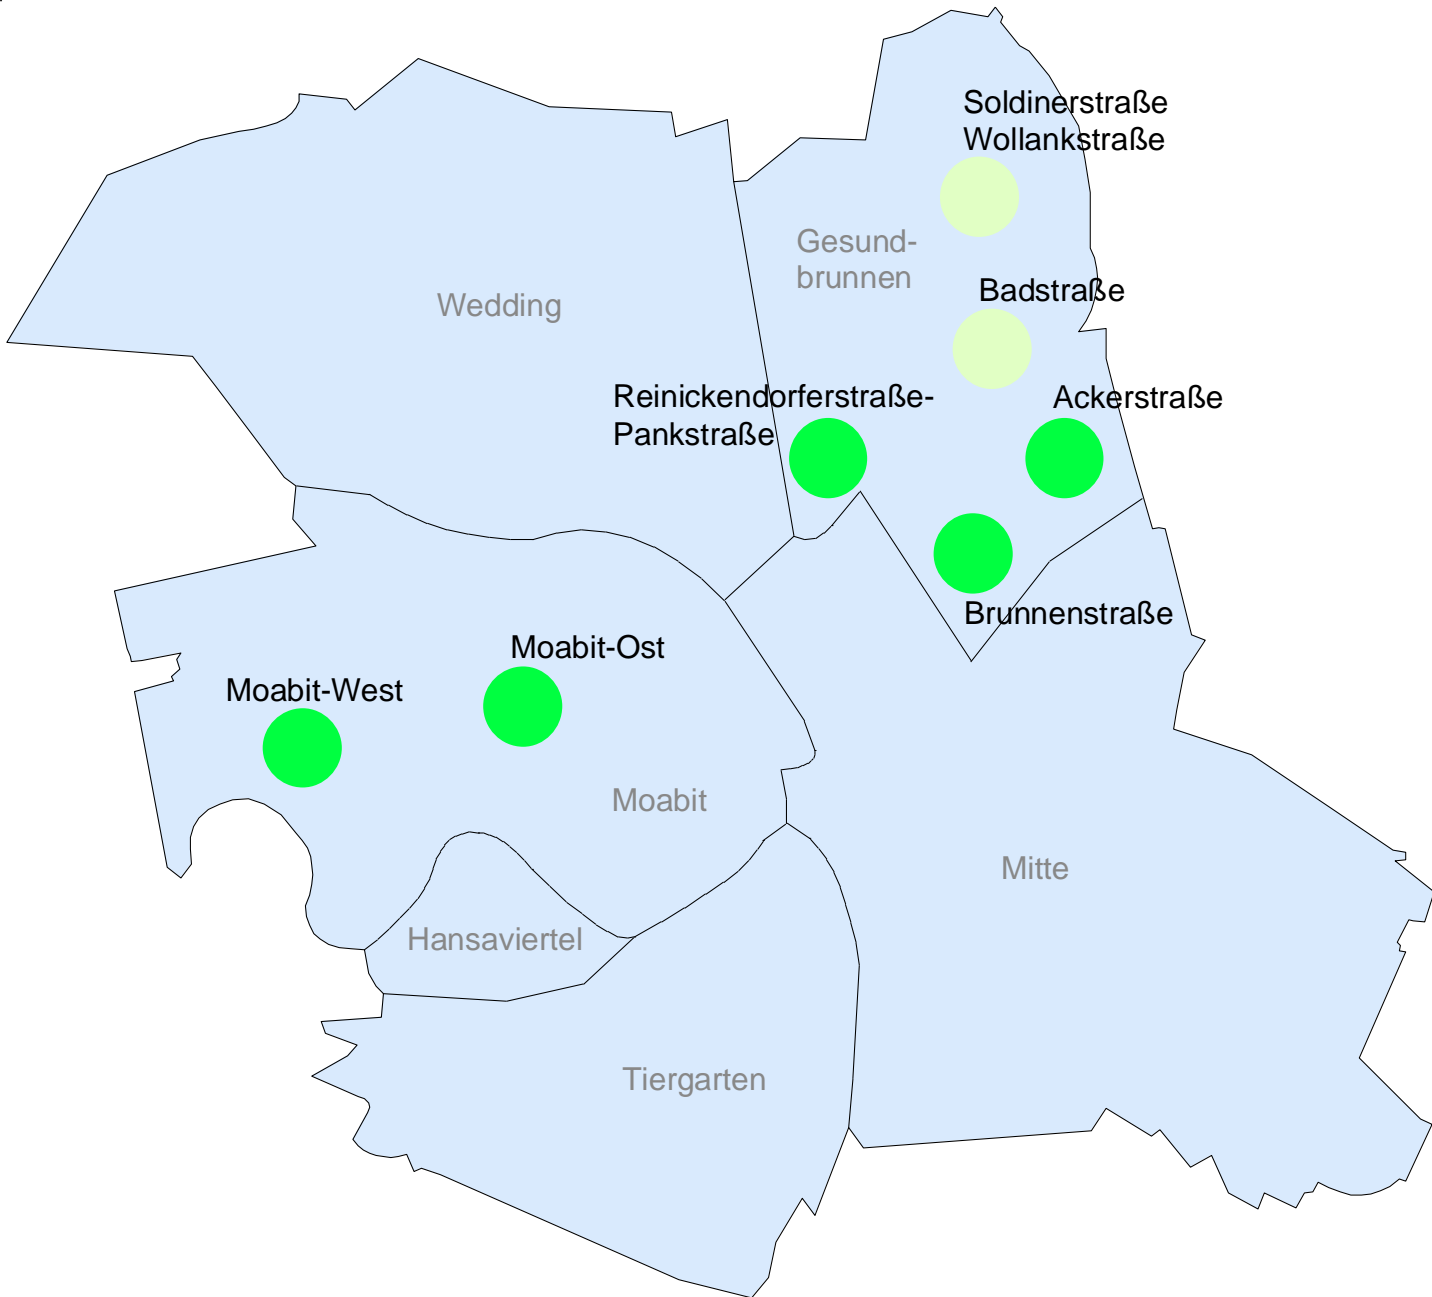 Soldinerstraße
Wollankstraße
Gesund-
brunnen
Wedding
Badstraße
Reinickendorferstraße-
Pankstraße
Ackerstraße
Brunnenstraße
Moabit-Ost
Moabit-West
Moabit
Mitte
Hansaviertel
Tiergarten